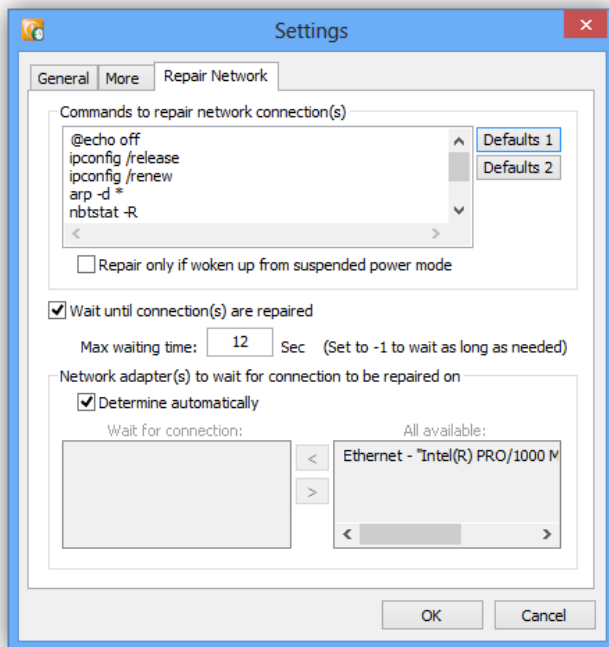 Settings
General
More
Repair Network
Commands to repair network connection(s)
@echo off
ipconfig /release
ipconfig /renew
arp -d *
nbtstat -R
Defaults 1
Defaults 2
Repair only if woken up from suspended power mode
Wait until connection(s) are repaired
Max waiting time: 12 Sec (Set to -1 to wait as long as needed)
Network adapter(s) to wait for connection to be repaired on
Determine automatically
Wait for connection:
All available:
<
>
Ethernet - "Intel(R) PRO/1000 M
OK
Cancel